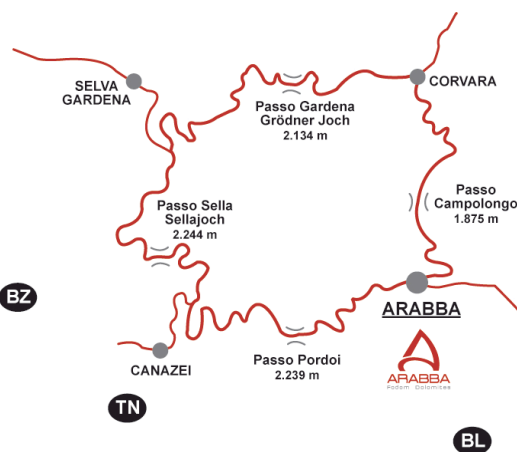 SELVA
GARDENA
CORVARA
Passo Gardena
Grödner Joch
2.134 m
Passo
Campolongo
1.875 m
Passo Sella
Sellajoch
2.244 m
BZ
ARABBA
Passo Pordoi
2.239 m
CANAZEI
ARABBA
Fodom Dolomites
TN
BL